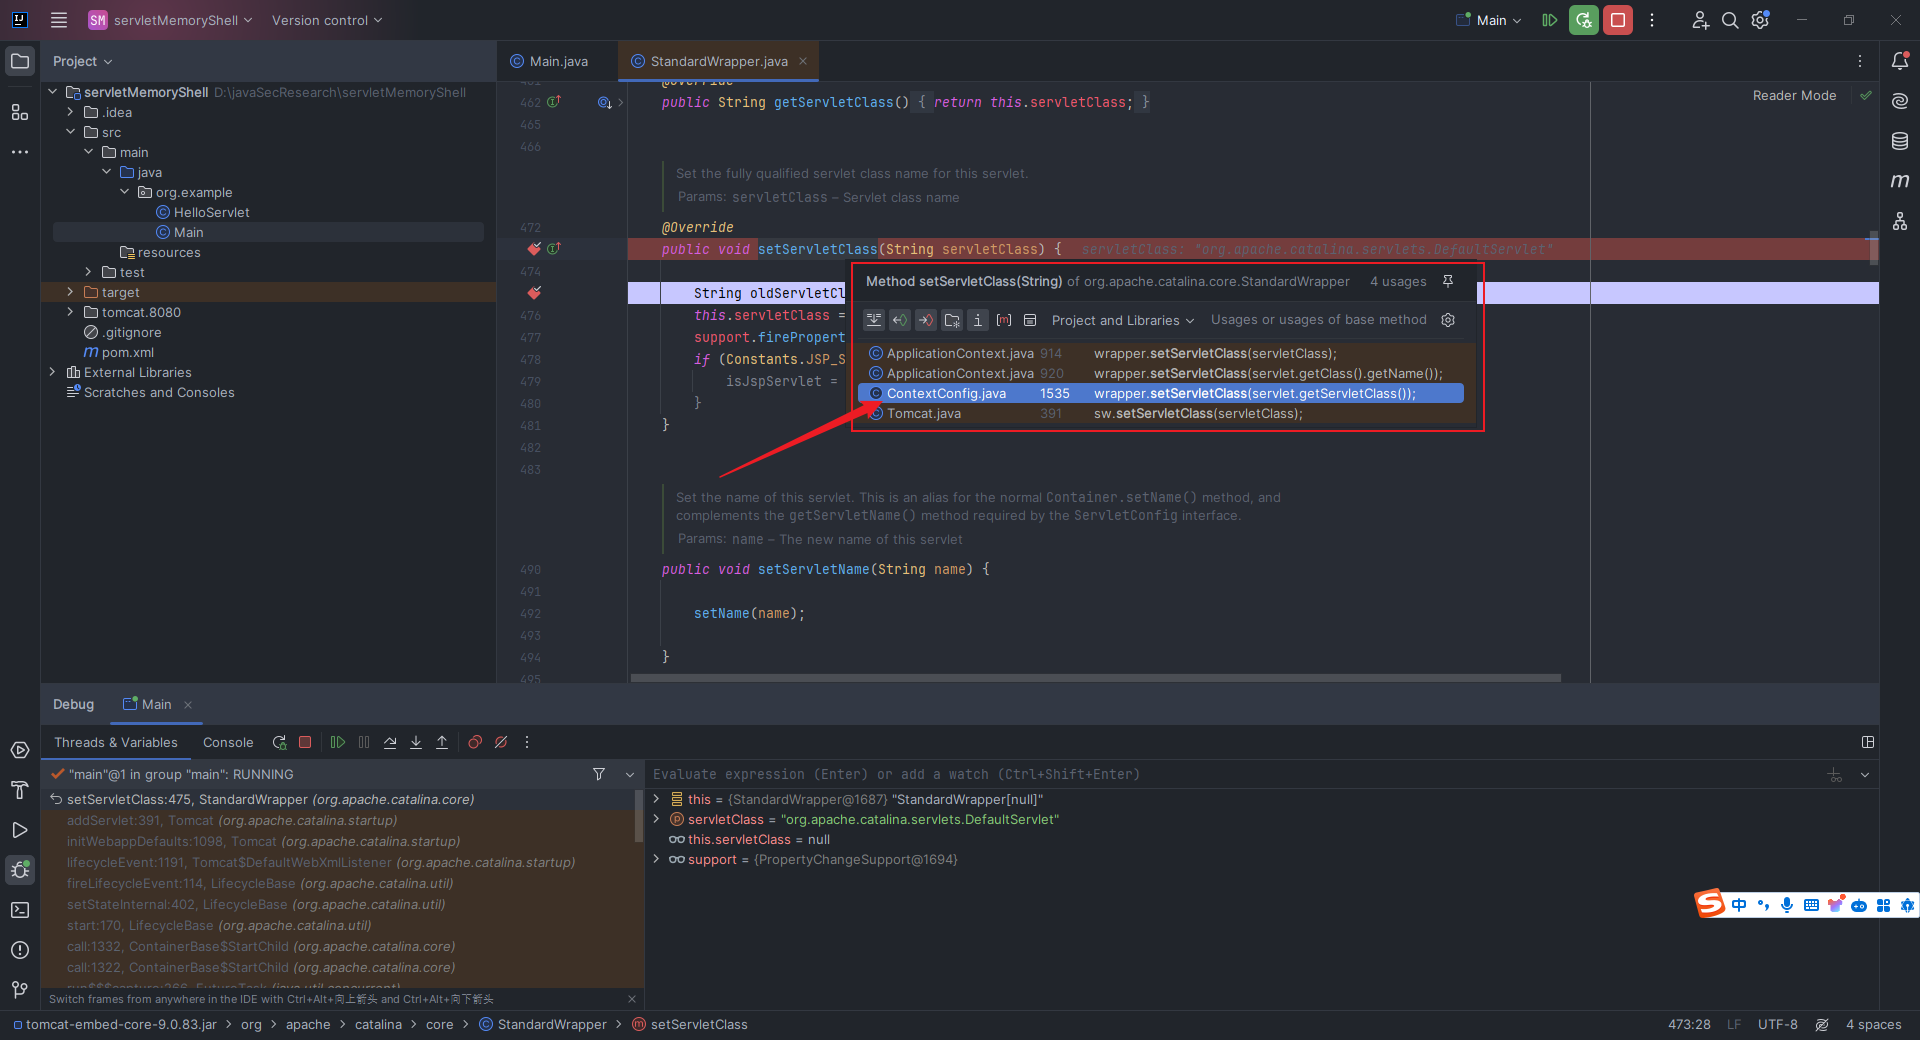 SM servletMemoryShell Version control Main
Project Main.java StandardWrapper.java
servletMemoryShell D:\javaSecResearch\servletMemoryShell
.idea
src
main
java
org.example
HelloServlet
Main
resources
test
target
tomcat.8080
.gitignore
pom.xml
External Libraries
Scratches and Consoles
Reader Mode
@Override
462 public String getServletClass() { return this.servletClass; }
465
466
Set the fully qualified servlet class name for this servlet.
Params: servletClass – Servlet class name
472 @Override
public void setServletClass(String servletClass) { servletClass: "org.apache.catalina.servlets.DefaultServlet"
474
String oldServletCl
476 this.servletClass =
477 support.firePropert
478 if (Constants.JSP_S
479 isJspServlet =
480 }
481 }
482
483
Method setServletClass(String) of org.apache.catalina.core.StandardWrapper 4 usages
Project and Libraries Usages or usages of base method
ApplicationContext.java 914 wrapper.setServletClass(servletClass);
ApplicationContext.java 920 wrapper.setServletClass(servlet.getClass().getName());
ContextConfig.java 1535 wrapper.setServletClass(servlet.getServletClass());
Tomcat.java 391 sw.setServletClass(servletClass);
Set the name of this servlet. This is an alias for the normal Container.setName() method, and
complements the getServletName() method required by the ServletConfig interface.
Params: name – The new name of this servlet
490 public void setServletName(String name) {
491
492 setName(name);
493
494 }
495
Debug Main
Threads & Variables Console
"main"@1 in group "main": RUNNING
setServletClass:475, StandardWrapper (org.apache.catalina.core)
addServlet:391, Tomcat (org.apache.catalina.startup)
initWebappDefaults:1098, Tomcat (org.apache.catalina.startup)
lifecycleEvent:1191, Tomcat$DefaultWebXmlListener (org.apache.catalina.startup)
fireLifecycleEvent:114, LifecycleBase (org.apache.catalina.util)
setStateInternal:402, LifecycleBase (org.apache.catalina.util)
start:170, LifecycleBase (org.apache.catalina.util)
call:1332, ContainerBase$StartChild (org.apache.catalina.core)
call:1322, ContainerBase$StartChild (org.apache.catalina.core)
run$$$capture:266, FutureTask (java.util.concurrent)
Switch frames from anywhere in the IDE with Ctrl+Alt+向上箭头 and Ctrl+Alt+向下箭头
Evaluate expression (Enter) or add a watch (Ctrl+Shift+Enter)
this = {StandardWrapper@1687} "StandardWrapper[null]"
servletClass = "org.apache.catalina.servlets.DefaultServlet"
this.servletClass = null
support = {PropertyChangeSupport@1694}
中
tomcat-embed-core-9.0.83.jar > org > apache > catalina > core > StandardWrapper > setServletClass
473:28 LF UTF-8 4 spaces